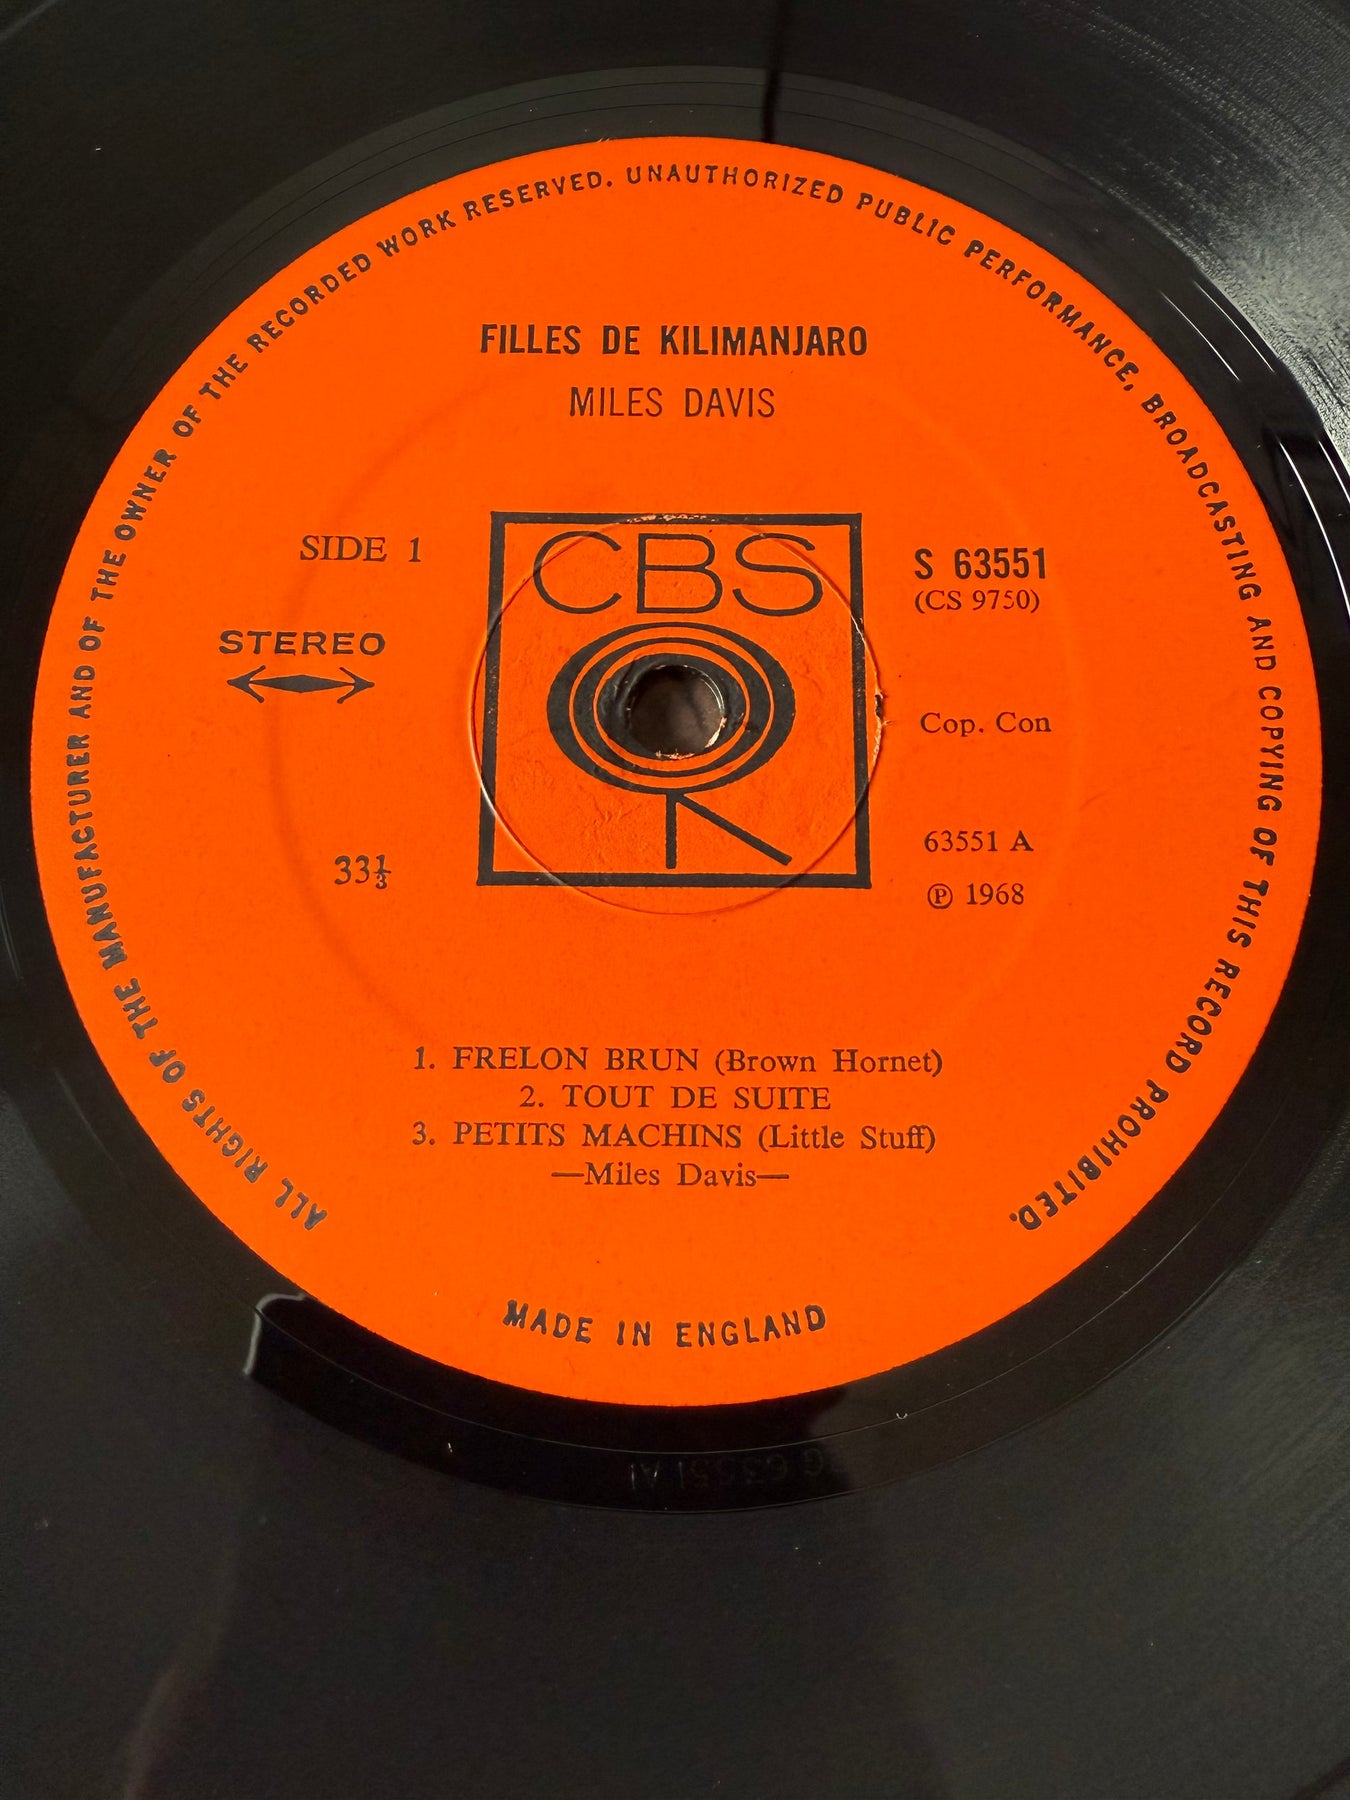 ALL RIGHTS OF THE MANUFACTURER AND OF THE OWNER OF THE RECORDED WORK RESERVED. UNAUTHORIZED PUBLIC PERFORMANCE, BROADCASTING AND COPYING OF THIS RECORD PROHIBITED.
FILLES DE KILIMANJARO
MILES DAVIS
CBS
SIDE 1
S 63551
(CS 9750)
STEREO
Cop. Con
33⅓
63551 A
Ⓟ 1968
1. FRELON BRUN (Brown Hornet)
2. TOUT DE SUITE
3. PETITS MACHINS (Little Stuff)
—Miles Davis—
MADE IN ENGLAND